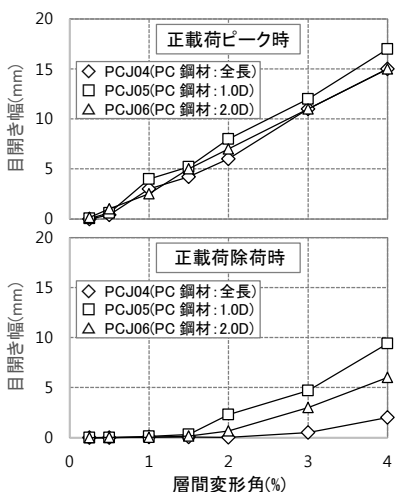 正載荷ピーク時
PCJ04(PC 鋼材:全長)
PCJ05(PC 鋼材:1.0D)
PCJ06(PC 鋼材:2.0D)
目開き幅(mm)
20
15
10
5
0
正載荷除荷時
PCJ04(PC 鋼材:全長)
PCJ05(PC 鋼材:1.0D)
PCJ06(PC 鋼材:2.0D)
目開き幅(mm)
20
15
10
5
0
0 1 2 3 4
層間変形角(%)